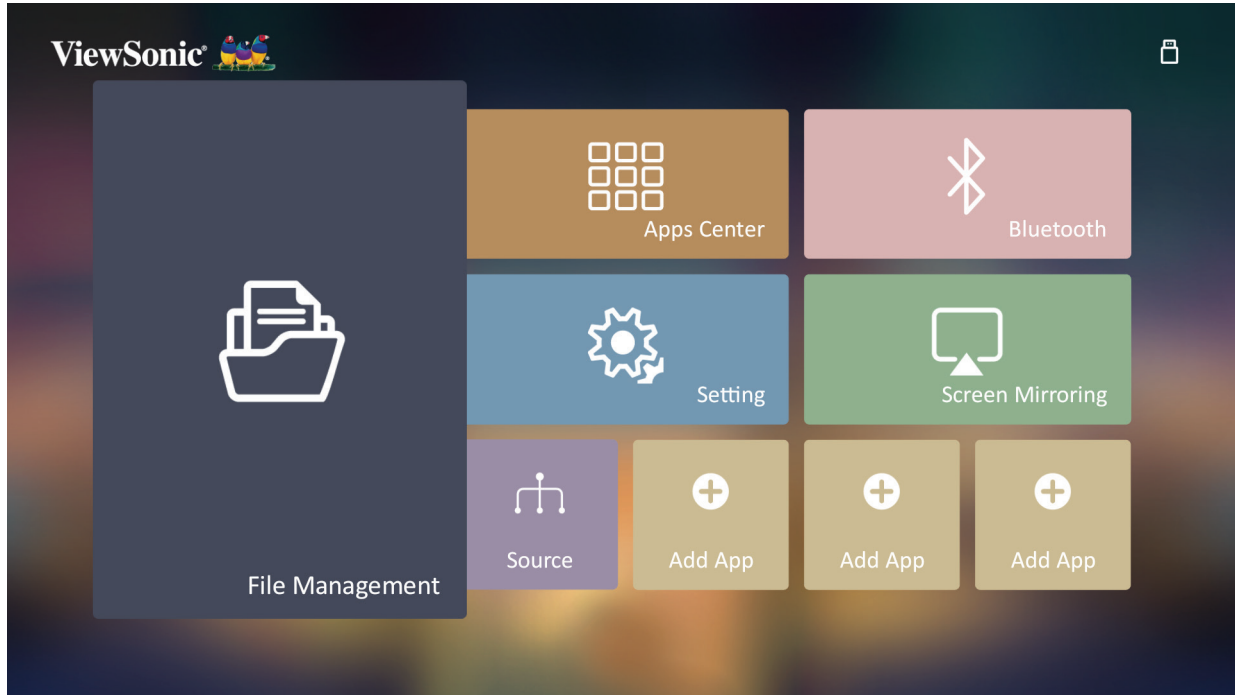 ViewSonic®
Apps Center
Bluetooth
Setting
Screen Mirroring
Source
Add App
Add App
Add App
File Management